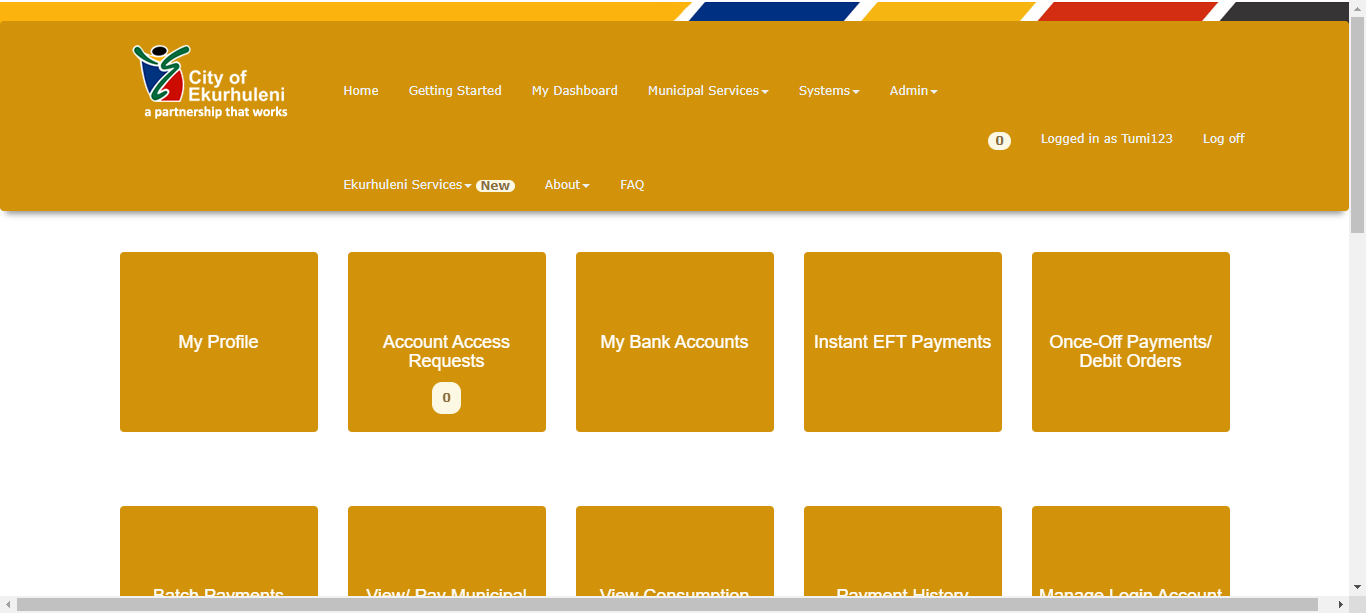 City of
Ekurhuleni
a partnership that works
Home Getting Started My Dashboard Municipal Services Systems Admin
0 Logged in as Tumi123 Log off
Ekurhuleni Services New About FAQ
My Profile
Account Access
Requests
0
My Bank Accounts
Instant EFT Payments
Once-Off Payments/
Debit Orders
Batch Payments
View/ Pay Municipal
View Consumption
Payment History
Manage Login Account